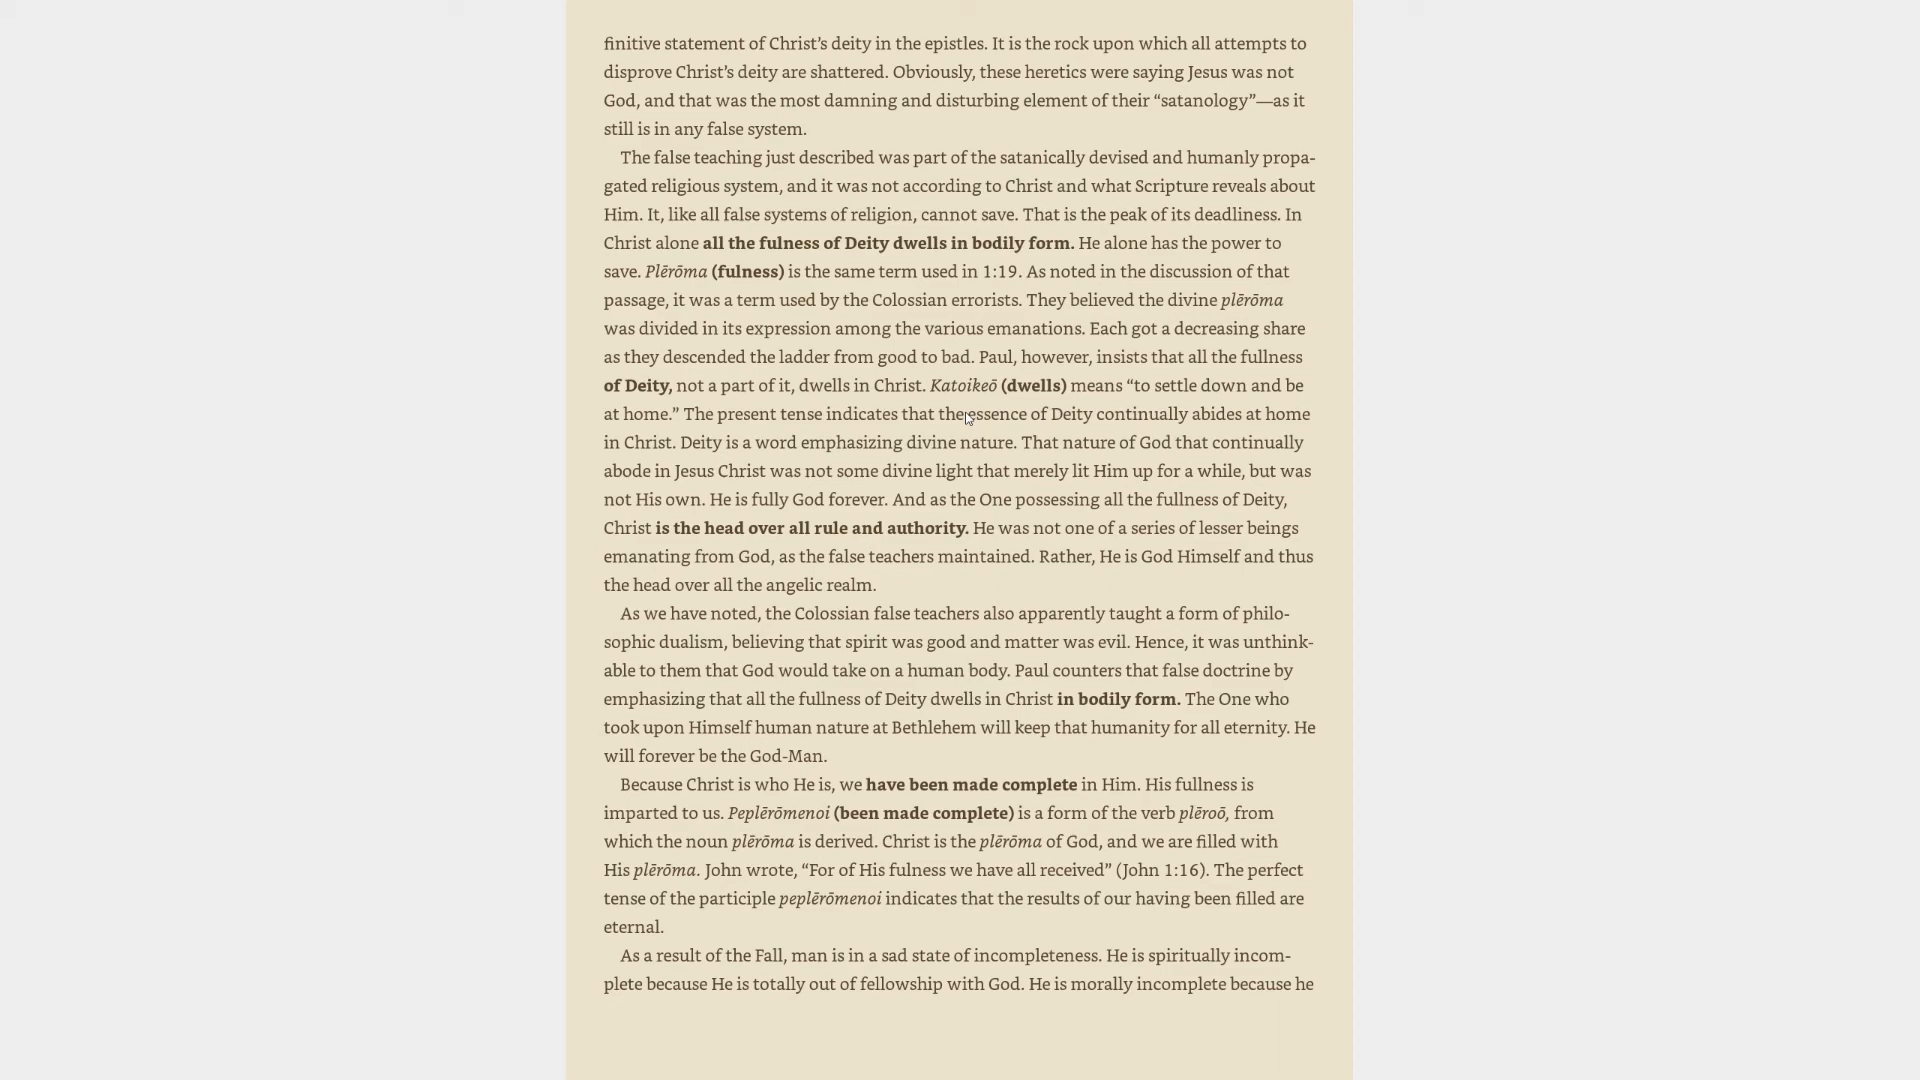 finitive statement of Christ’s deity in the epistles. It is the rock upon which all attempts to
disprove Christ’s deity are shattered. Obviously, these heretics were saying Jesus was not
God, and that was the most damning and disturbing element of their “satanology”—as it
still is in any false system.
The false teaching just described was part of the satanically devised and humanly propa-
gated religious system, and it was not according to Christ and what Scripture reveals about
Him. It, like all false systems of religion, cannot save. That is the peak of its deadliness. In
Christ alone all the fulness of Deity dwells in bodily form. He alone has the power to
save. Plērōma (fulness) is the same term used in 1:19. As noted in the discussion of that
passage, it was a term used by the Colossian errorists. They believed the divine plērōma
was divided in its expression among the various emanations. Each got a decreasing share
as they descended the ladder from good to bad. Paul, however, insists that all the fullness
of Deity, not a part of it, dwells in Christ. Katoikeō (dwells) means “to settle down and be
at home.” The present tense indicates that the essence of Deity continually abides at home
in Christ. Deity is a word emphasizing divine nature. That nature of God that continually
abode in Jesus Christ was not some divine light that merely lit Him up for a while, but was
not His own. He is fully God forever. And as the One possessing all the fullness of Deity,
Christ is the head over all rule and authority. He was not one of a series of lesser beings
emanating from God, as the false teachers maintained. Rather, He is God Himself and thus
the head over all the angelic realm.
As we have noted, the Colossian false teachers also apparently taught a form of philo-
sophic dualism, believing that spirit was good and matter was evil. Hence, it was unthink-
able to them that God would take on a human body. Paul counters that false doctrine by
emphasizing that all the fullness of Deity dwells in Christ in bodily form. The One who
took upon Himself human nature at Bethlehem will keep that humanity for all eternity. He
will forever be the God-Man.
Because Christ is who He is, we have been made complete in Him. His fullness is
imparted to us. Peplērōmenoi (been made complete) is a form of the verb plēroō, from
which the noun plērōma is derived. Christ is the plērōma of God, and we are filled with
His plērōma. John wrote, “For of His fulness we have all received” (John 1:16). The perfect
tense of the participle peplērōmenoi indicates that the results of our having been filled are
eternal.
As a result of the Fall, man is in a sad state of incompleteness. He is spiritually incom-
plete because He is totally out of fellowship with God. He is morally incomplete because he